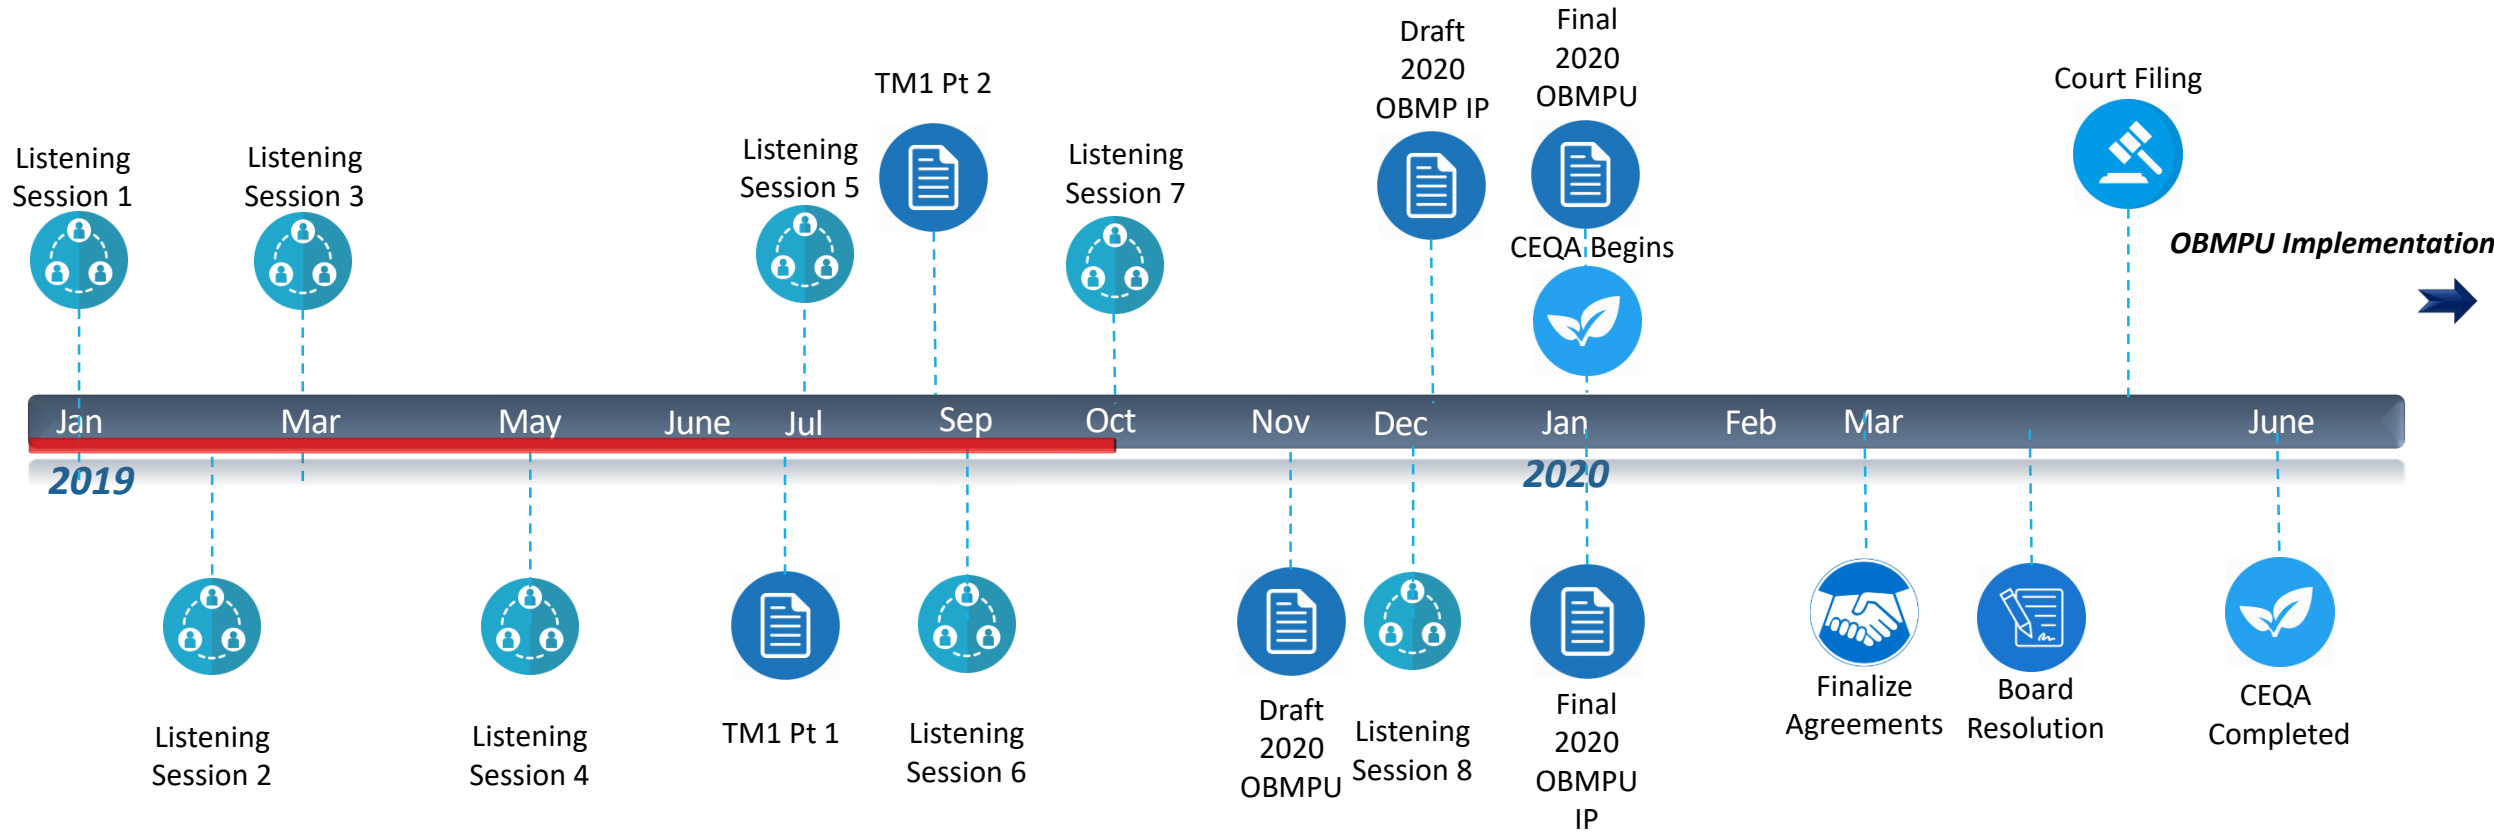 Listening
Session 1
Listening
Session 3
Listening
Session 5
TM1 Pt 2
Listening
Session 7
Draft
2020
OBMP IP
Final
2020
OBMPU
CEQA Begins
Court Filing
OBMPU Implementation
Jan
Mar
May
June
Jul
Sep
Oct
Nov
Dec
Jan
Feb
Mar
June
2019
2020
Listening
Session 2
Listening
Session 4
TM1 Pt 1
Listening
Session 6
Draft
2020
OBMPU
Listening
Session 8
Final
2020
OBMPU
IP
Finalize
Agreements
Board
Resolution
CEQA
Completed